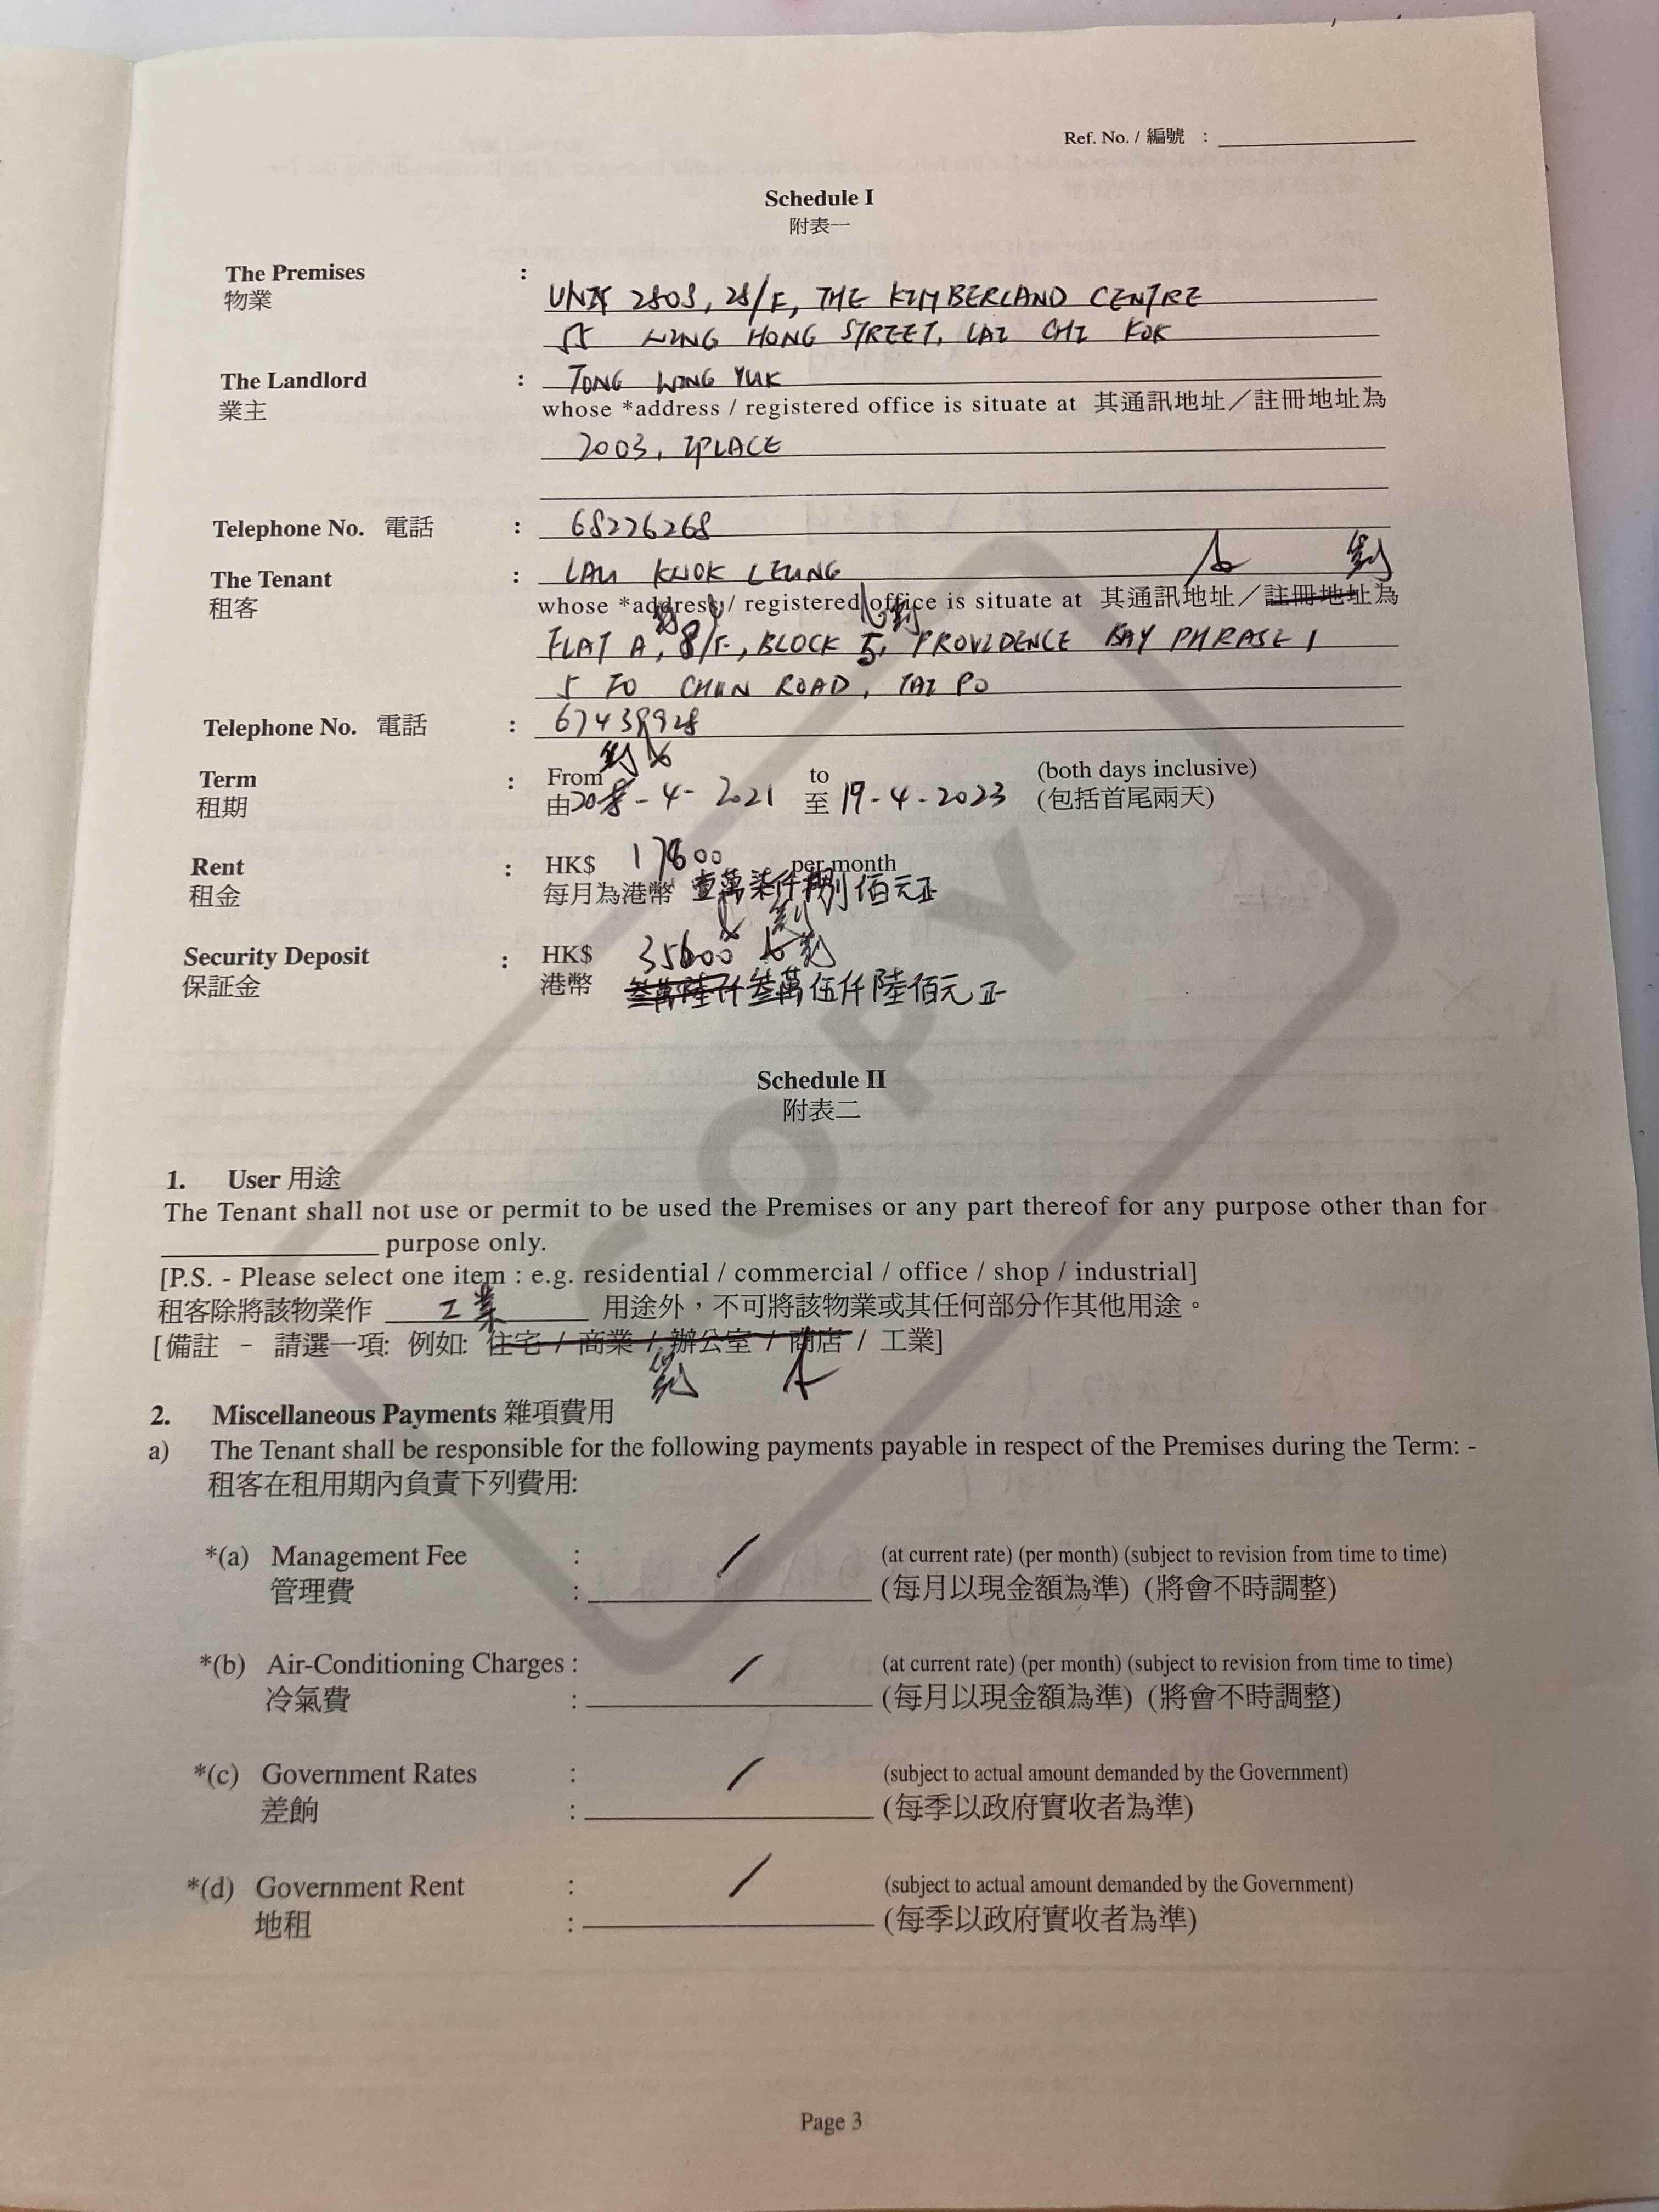 Ref. No. / 編號 :
Schedule I
附表一
The Premises :
物業
UNIT 2808, 28/F, THE KIMBERLAND CENTRE
55 WING HONG STREET, LAI CHI KOK
The Landlord : TONG WING YUK
業主
whose *address / registered office is situate at 其通訊地址／註冊地址為
2003, IPLACE
Telephone No. 電話 : 68226268
The Tenant : LAU KWOK LEUNG
租客
whose *address / registered office is situate at 其通訊地址／註冊地址為
FLAT A, 8/F, BLOCK 5, PROVIDENCE BAY PHRASE 1
5 FO CHUN ROAD, TAI PO
Telephone No. 電話 : 67438928
Term : From to (both days inclusive)
租期 由 20-4-2021 至 19-4-2023 (包括首尾兩天)
Rent : HK$ 17800 per month
租金 每月為港幣 壹萬柒仟捌佰元正
Security Deposit : HK$ 35600
保証金 港幣 叁萬陸仟 叁萬伍仟陸佰元正
COPY
Schedule II
附表二
1. User 用途
The Tenant shall not use or permit to be used the Premises or any part thereof for any purpose other than for
purpose only.
[P.S. - Please select one item : e.g. residential / commercial / office / shop / industrial]
租客除將該物業作 工業 用途外，不可將該物業或其任何部分作其他用途。
[備註 - 請選一項: 例如: 住宅 / 商業 / 辦公室 / 商店 / 工業]
2. Miscellaneous Payments 雜項費用
a) The Tenant shall be responsible for the following payments payable in respect of the Premises during the Term: -
租客在租用期內負責下列費用:
*(a) Management Fee : / (at current rate) (per month) (subject to revision from time to time)
管理費 : (每月以現金額為準) (將會不時調整)
*(b) Air-Conditioning Charges : / (at current rate) (per month) (subject to revision from time to time)
冷氣費 : (每月以現金額為準) (將會不時調整)
*(c) Government Rates : / (subject to actual amount demanded by the Government)
差餉 : (每季以政府實收者為準)
*(d) Government Rent : / (subject to actual amount demanded by the Government)
地租 : (每季以政府實收者為準)
Page 3